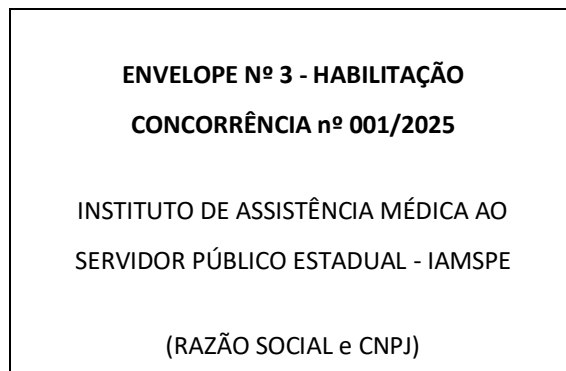 ENVELOPE Nº 3 - HABILITAÇÃO
CONCORRÊNCIA nº 001/2025
INSTITUTO DE ASSISTÊNCIA MÉDICA AO
SERVIDOR PÚBLICO ESTADUAL - IAMSPE
(RAZÃO SOCIAL e CNPJ)